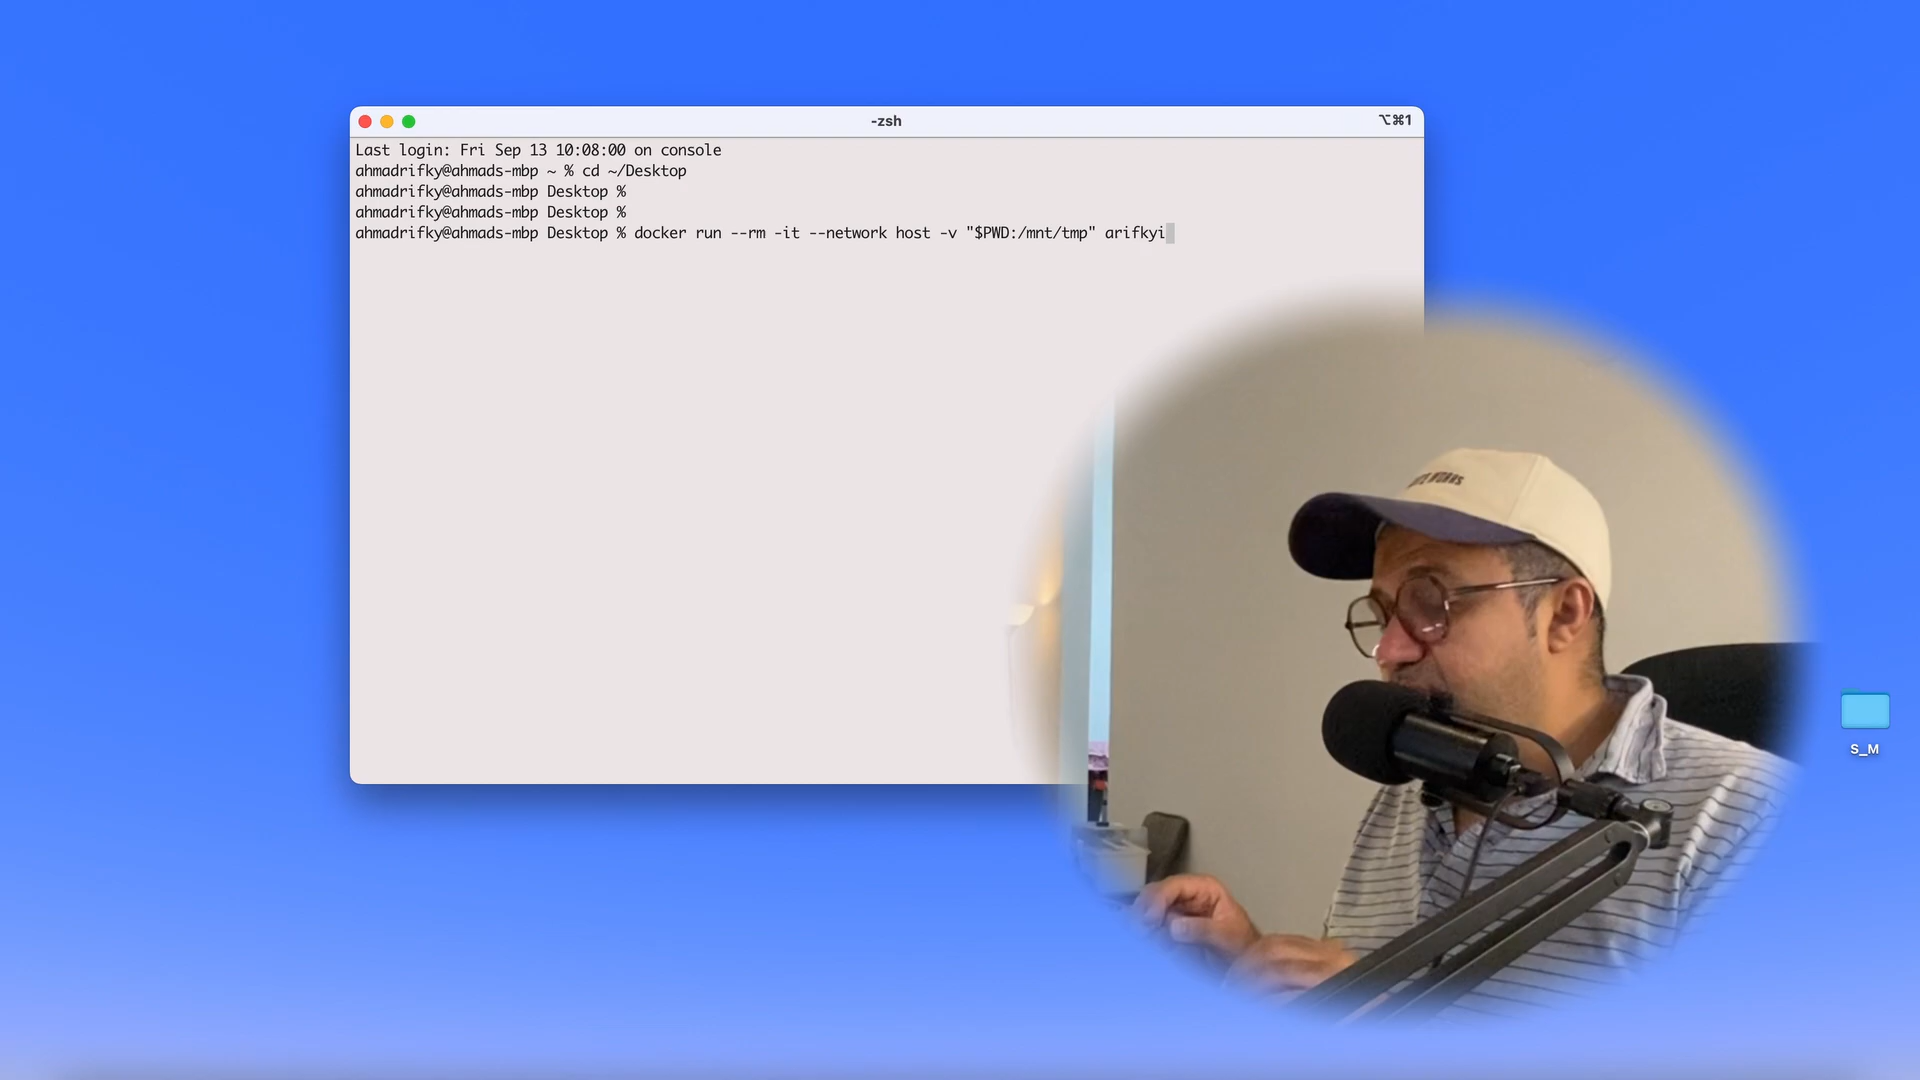 -zsh
⌥⌘1
Last login: Fri Sep 13 10:08:00 on console
ahmadrifky@ahmads-mbp ~ % cd ~/Desktop
ahmadrifky@ahmads-mbp Desktop %
ahmadrifky@ahmads-mbp Desktop %
ahmadrifky@ahmads-mbp Desktop % docker run --rm -it --network host -v "$PWD:/mnt/tmp" arifkyi
S_M